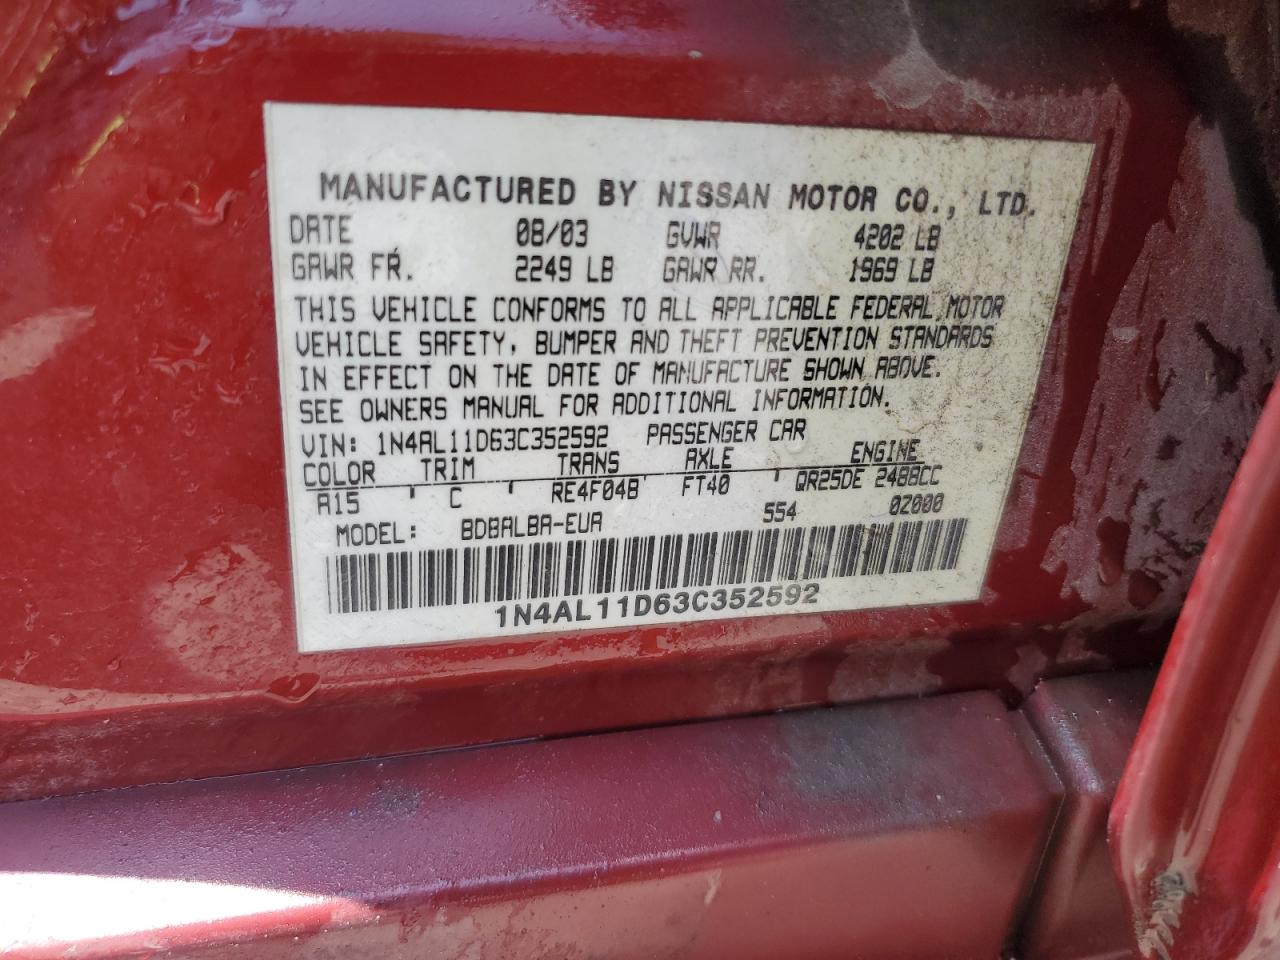 MANUFACTURED BY NISSAN MOTOR CO., LTD.
DATE 08/03 GVWR 4202 LB
GAWR FR. 2249 LB GAWR RR. 1969 LB
THIS VEHICLE CONFORMS TO ALL APPLICABLE FEDERAL MOTOR
VEHICLE SAFETY, BUMPER AND THEFT PREVENTION STANDARDS
IN EFFECT ON THE DATE OF MANUFACTURE SHOWN ABOVE.
SEE OWNERS MANUAL FOR ADDITIONAL INFORMATION.
VIN: 1N4AL11D63C352592 PASSENGER CAR
COLOR TRIM TRANS AXLE ENGINE
A15 C RE4F04B FT40 QR25DE 2488CC
MODEL: BDBALBA-EUA 554 02000
1N4AL11D63C352592